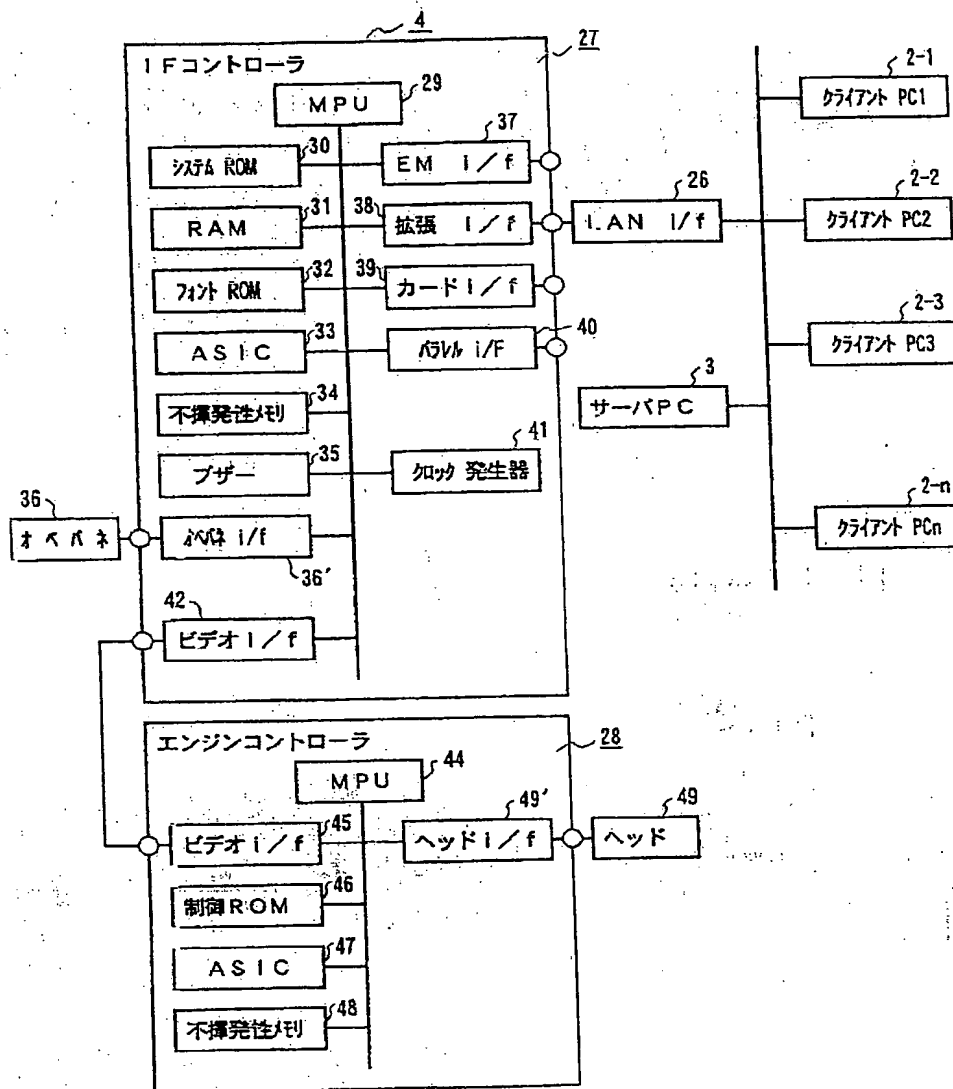 4
IFコントローラ
27
MPU
29
システム ROM
30
EM i/f
37
RAM
31
拡張 i/f
38
LAN i/f
26
フォント ROM
32
カード i/f
39
ASIC
33
パラレル i/F
40
不揮発性メモリ
34
ブザー
35
クロック 発生器
41
オペパネ
36
オペパネ i/f
36′
ビデオ i/f
42
クライアント PC1
2-1
クライアント PC2
2-2
クライアント PC3
2-3
サーバPC
3
クライアント PCn
2-n
エンジンコントローラ
28
MPU
44
ビデオ i/f
45
ヘッド i/f
49′
ヘッド
49
制御ROM
46
ASIC
47
不揮発性メモリ
48